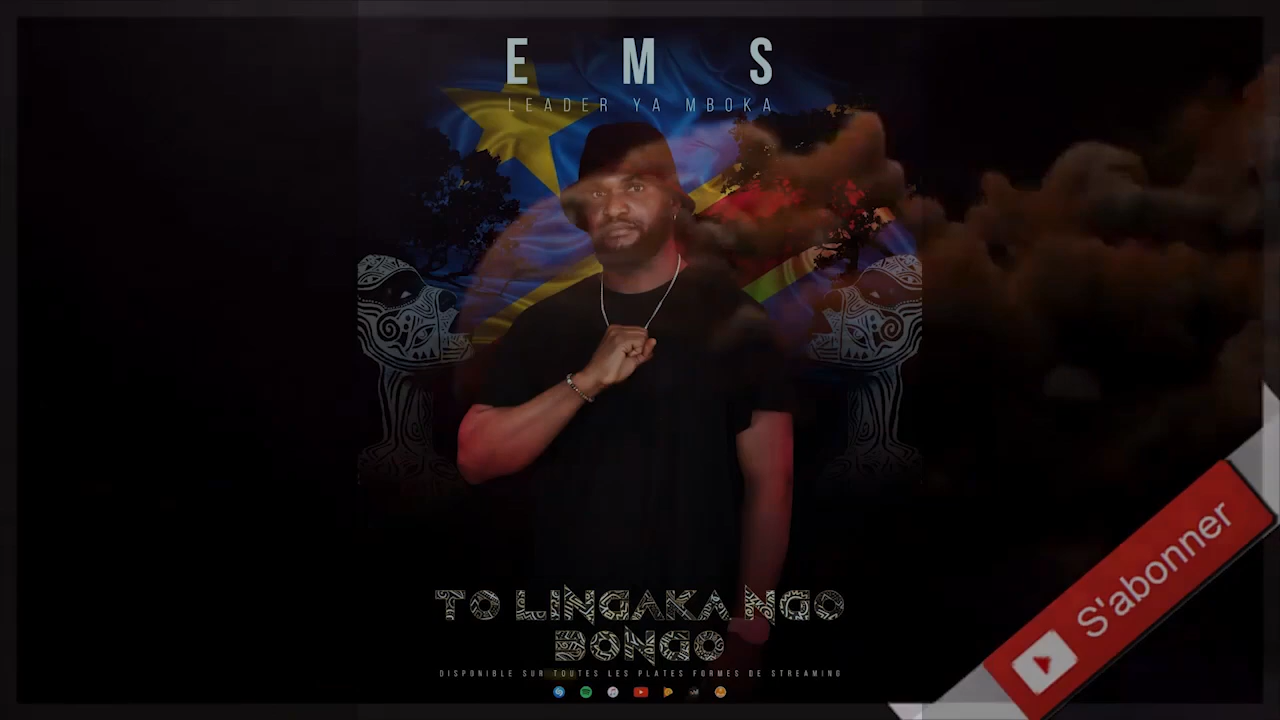 E M S
LEADER YA MBOKA
TO LINGAKA NGO
BONGO
DISPONIBLE SUR TOUTES LES PLATES FORMES DE STREAMING
S'abonner